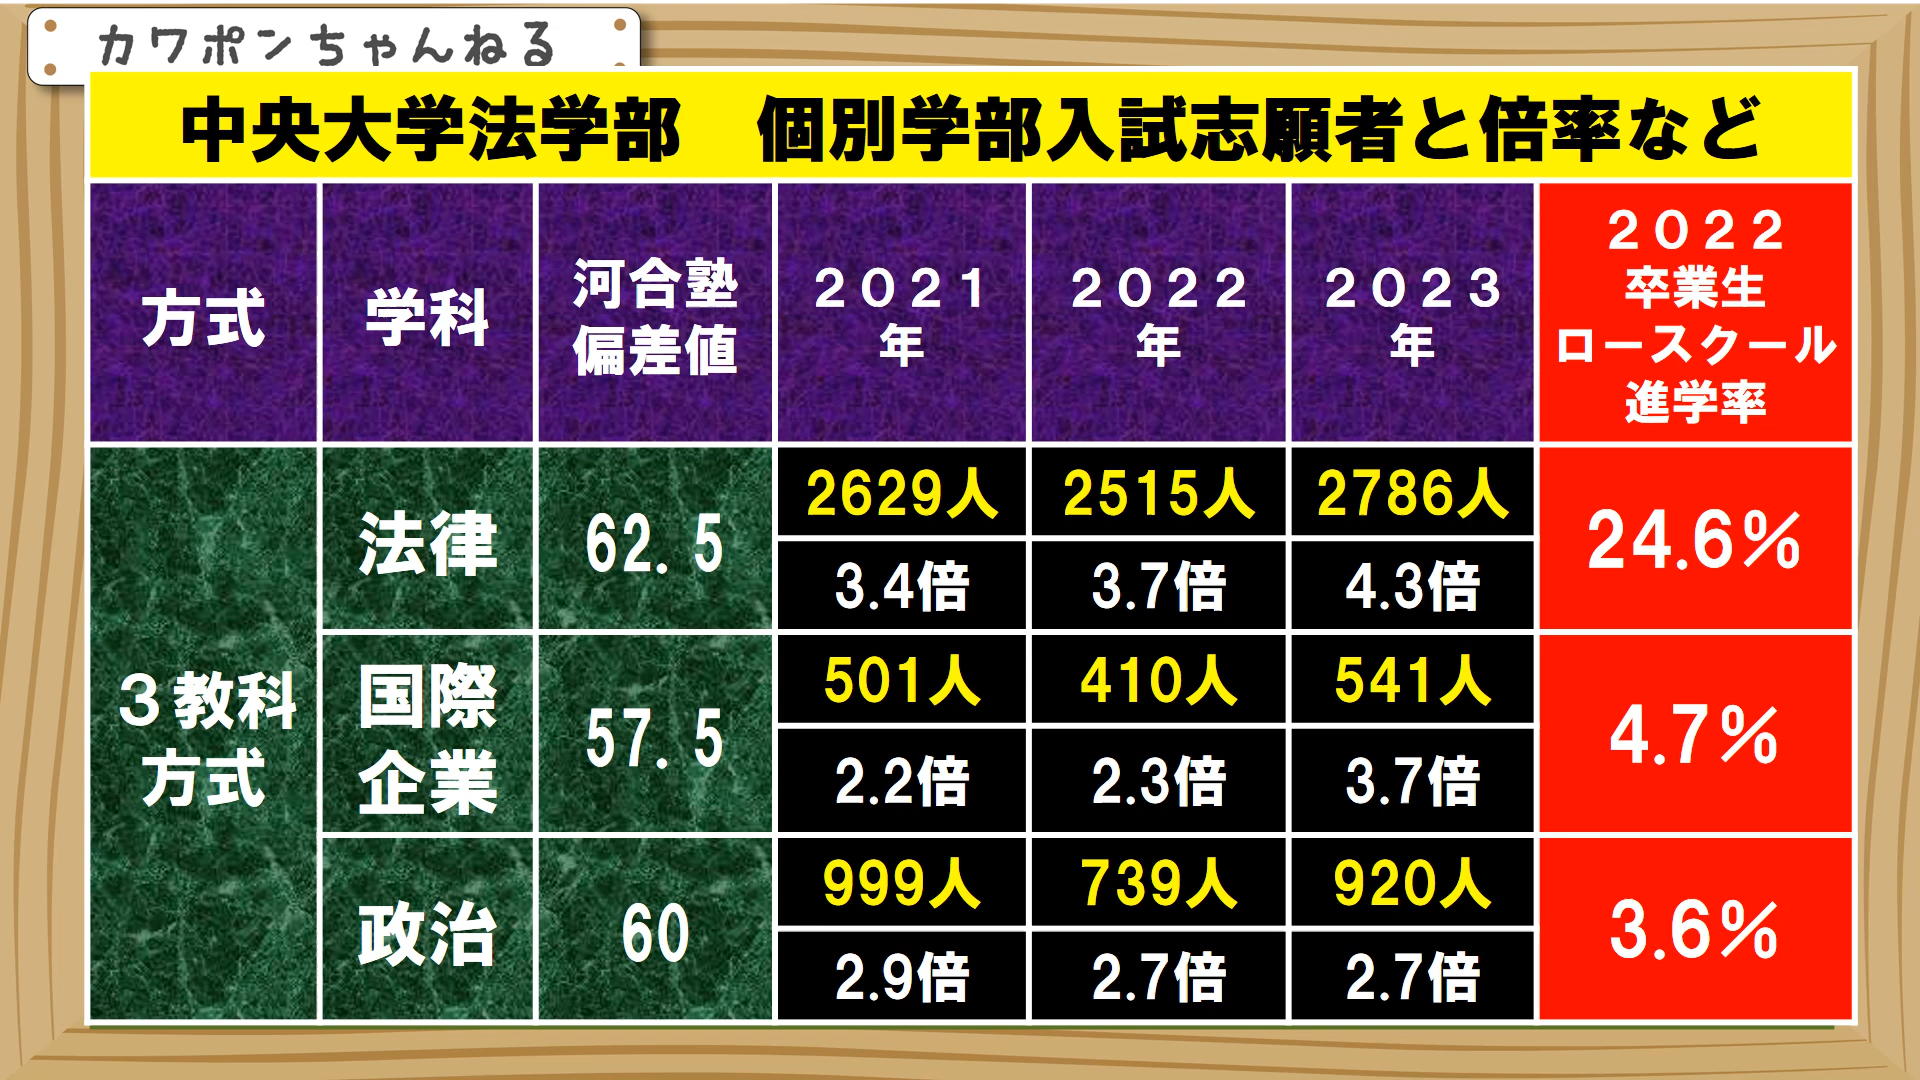 カワポンちゃんねる
中央大学法学部　個別学部入試志願者と倍率など
方式
学科
河合塾
偏差値
２０２１
年
２０２２
年
２０２３
年
２０２２
卒業生
ロースクール
進学率
３教科
方式
法律
62．5
2629人
2515人
2786人
24.6％
3.4倍
3.7倍
4.3倍
国際
企業
57．5
501人
410人
541人
4.7％
2.2倍
2.3倍
3.7倍
政治
60
999人
739人
920人
3.6％
2.9倍
2.7倍
2.7倍